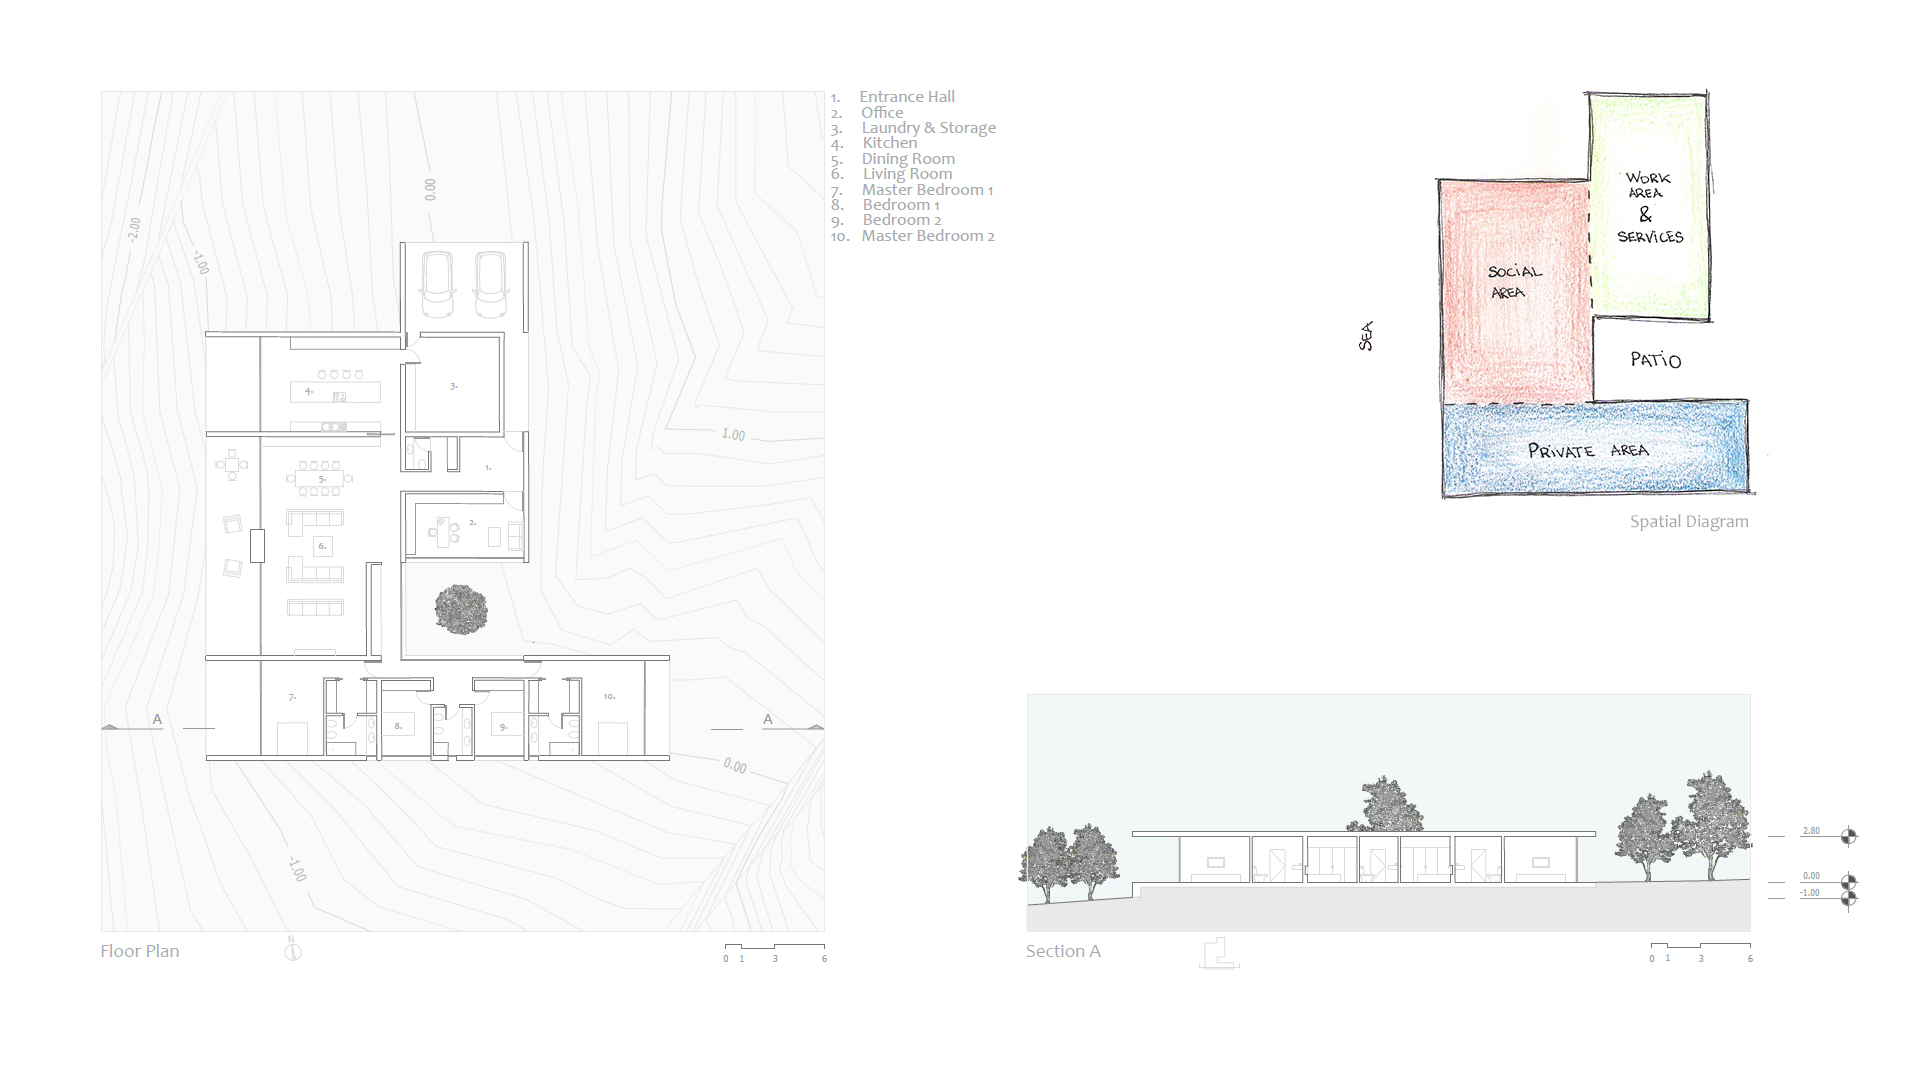 1. Entrance Hall
2. Office
3. Laundry & Storage
4. Kitchen
5. Dining Room
6. Living Room
7. Master Bedroom 1
8. Bedroom 1
9. Bedroom 2
10. Master Bedroom 2
-2.00
-1.00
0.00
1.00
4.
3.
1.
5.
2.
6.
7.
10.
8.
9.
A
A
0.00
-1.00
Floor Plan
N
0 1 3 6
WORK
AREA
&
SERVICES
SOCIAL
AREA
SEA
PATIO
PRIVATE AREA
Spatial Diagram
2.80
0.00
-1.00
Section A
0 1 3 6